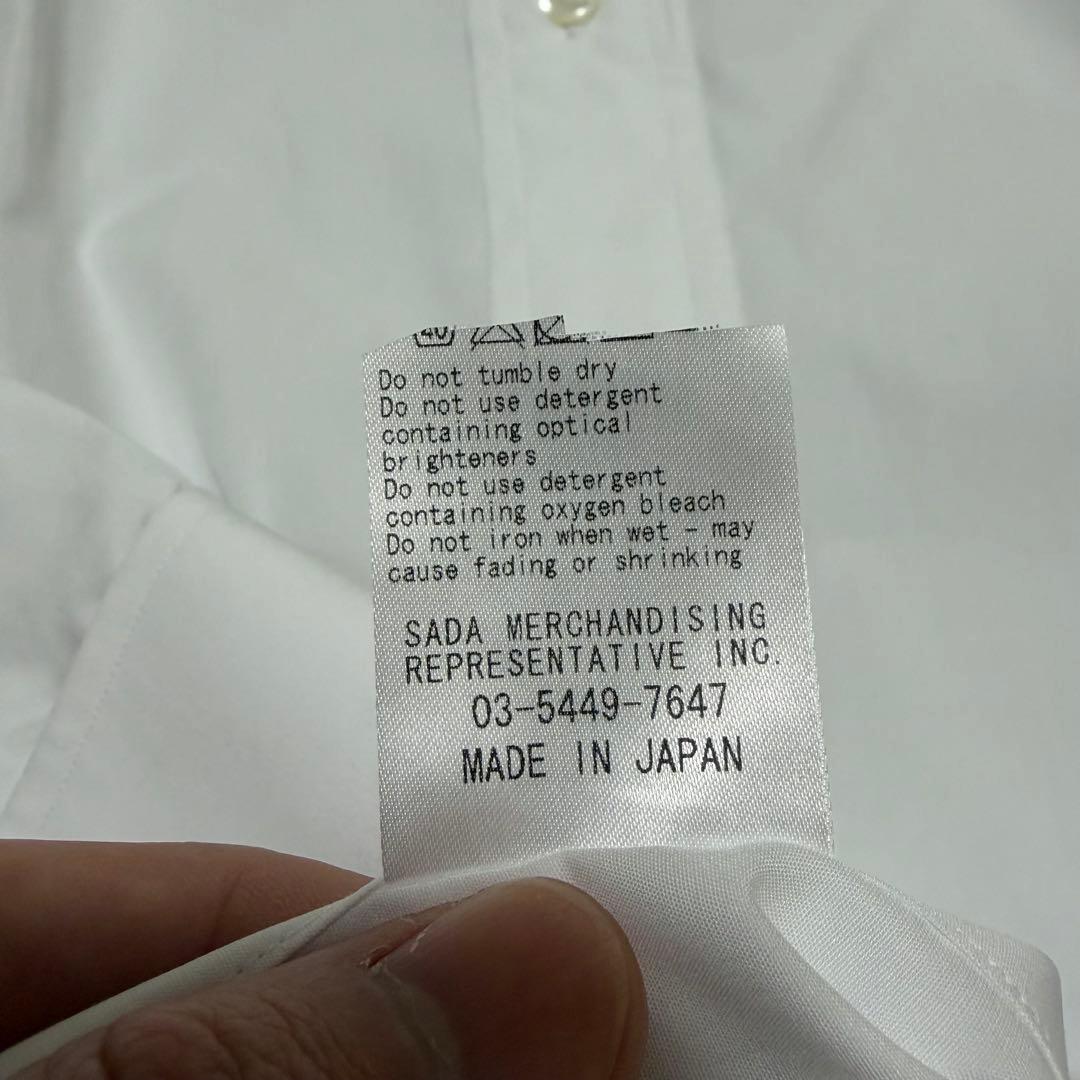 40
Do not tumble dry
Do not use detergent
containing optical
brighteners
Do not use detergent
containing oxygen bleach
Do not iron when wet - may
cause fading or shrinking
SADA MERCHANDISING
REPRESENTATIVE INC.
03-5449-7647
MADE IN JAPAN